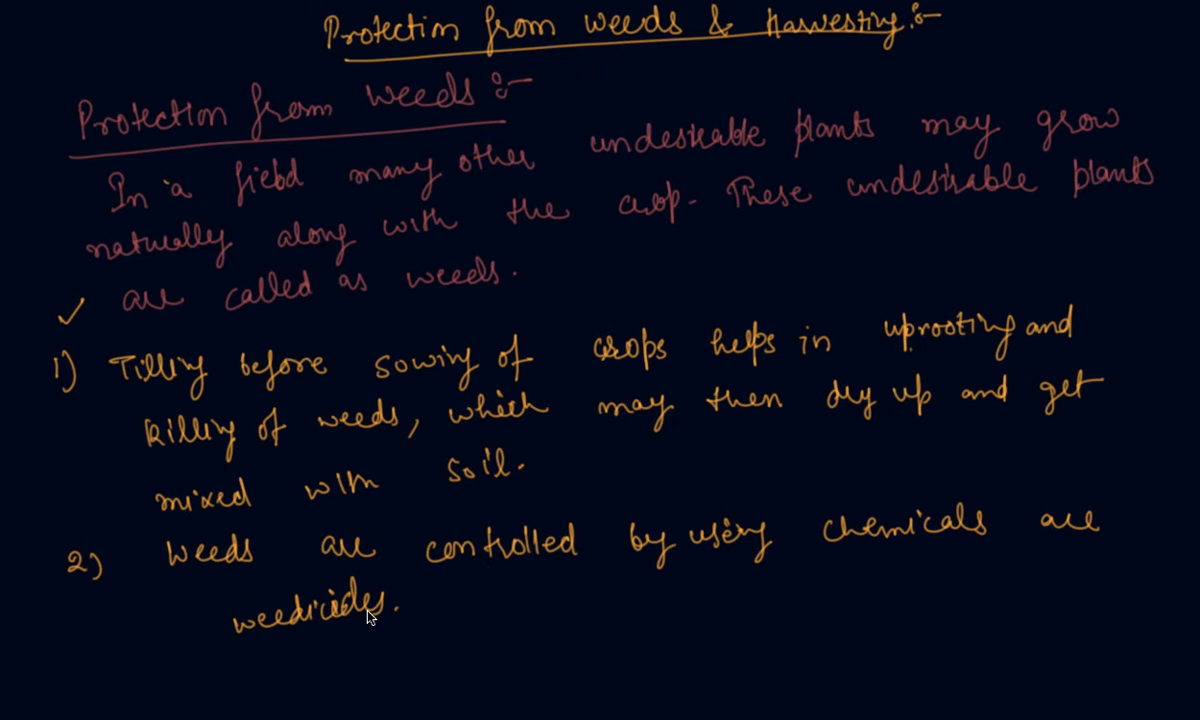 Protection from weeds & Harvesting:-
Protection from weeds:-
In a field many other undesirable plants may grow
naturally along with the crop. These undesirable plants
are called as weeds.
1) Tilling before sowing of crops helps in uprooting and
killing of weeds, which may then dry up and get
mixed with soil.
2) Weeds are controlled by using chemicals are
weedicides.